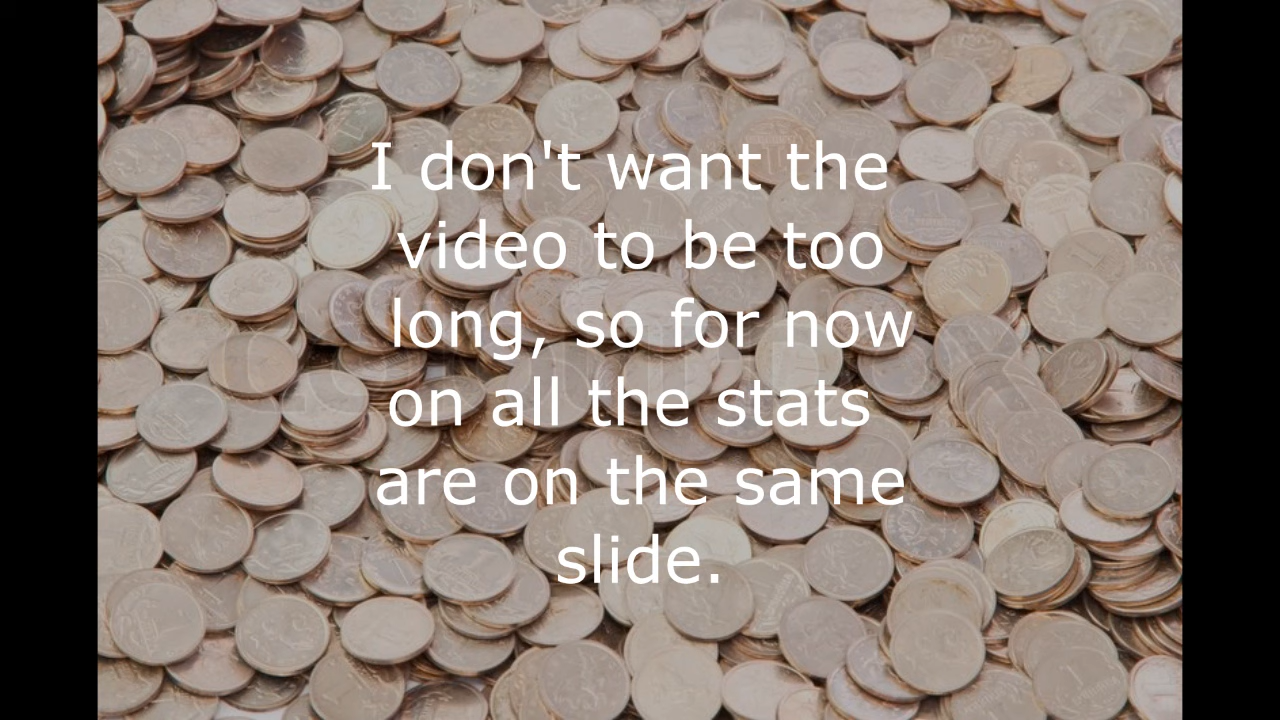 I don't want the
video to be too
long, so for now
on all the stats
are on the same
slide.